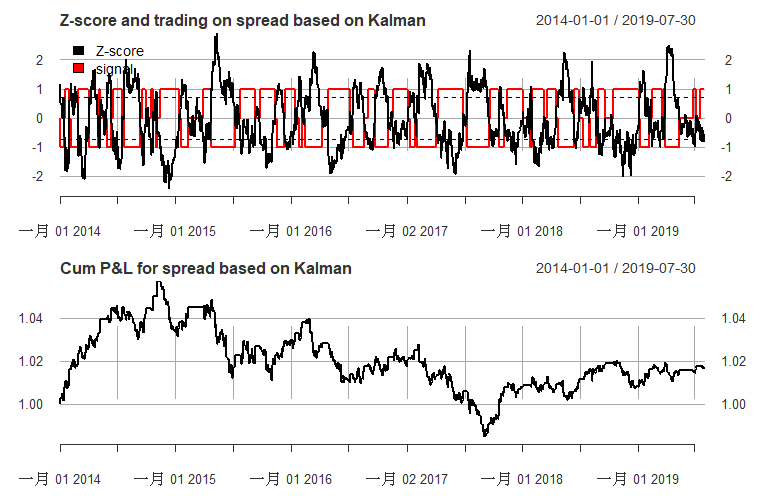 Z-score and trading on spread based on Kalman 2014-01-01 / 2019-07-30
Z-score
signal
2 2
1 1
0 0
-1 -1
-2 -2
一月 01 2014 一月 01 2015 一月 01 2016 一月 02 2017 一月 01 2018 一月 01 2019
Cum P&L for spread based on Kalman 2014-01-01 / 2019-07-30
1.04 1.04
1.02 1.02
1.00 1.00
一月 01 2014 一月 01 2015 一月 01 2016 一月 02 2017 一月 01 2018 一月 01 2019